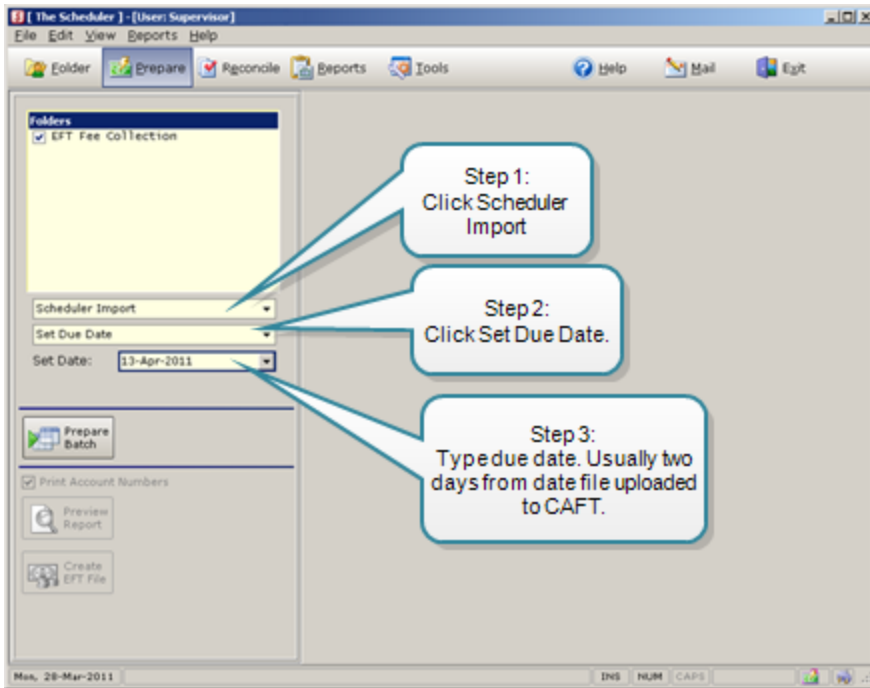 [ The Scheduler ] - [User: Supervisor]
File Edit View Reports Help
Folder Prepare Reconcile Reports Tools Help Mail Exit
Folders
EFT Fee Collection
Step 1:
Click Scheduler
Import
Scheduler Import
Set Due Date
Set Date: 13-Apr-2011
Step 2:
Click Set Due Date.
Step 3:
Type due date. Usually two
days from date file uploaded
to CAFT.
Prepare
Batch
Print Account Numbers
Preview
Report
Create
EFT File
Mon, 28-Mar-2011 INS NUM CAPS